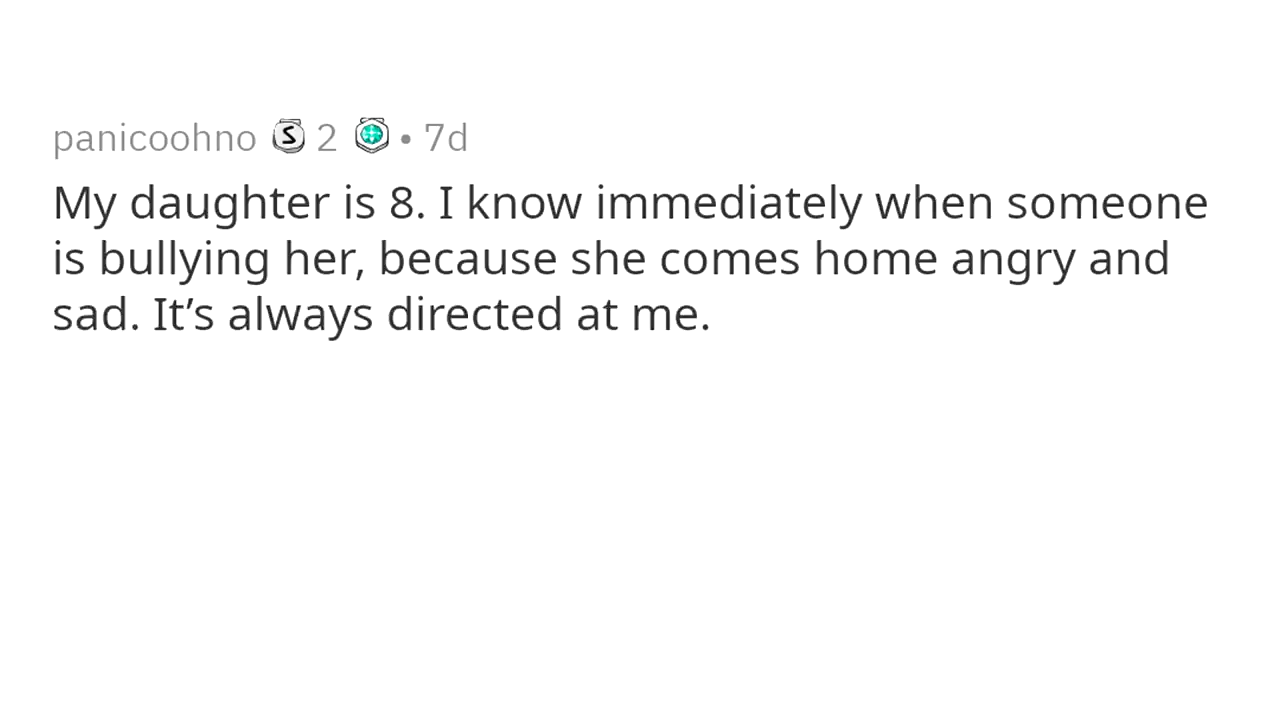 panicoohno S 2 • 7d
My daughter is 8. I know immediately when someone
is bullying her, because she comes home angry and
sad. It’s always directed at me.